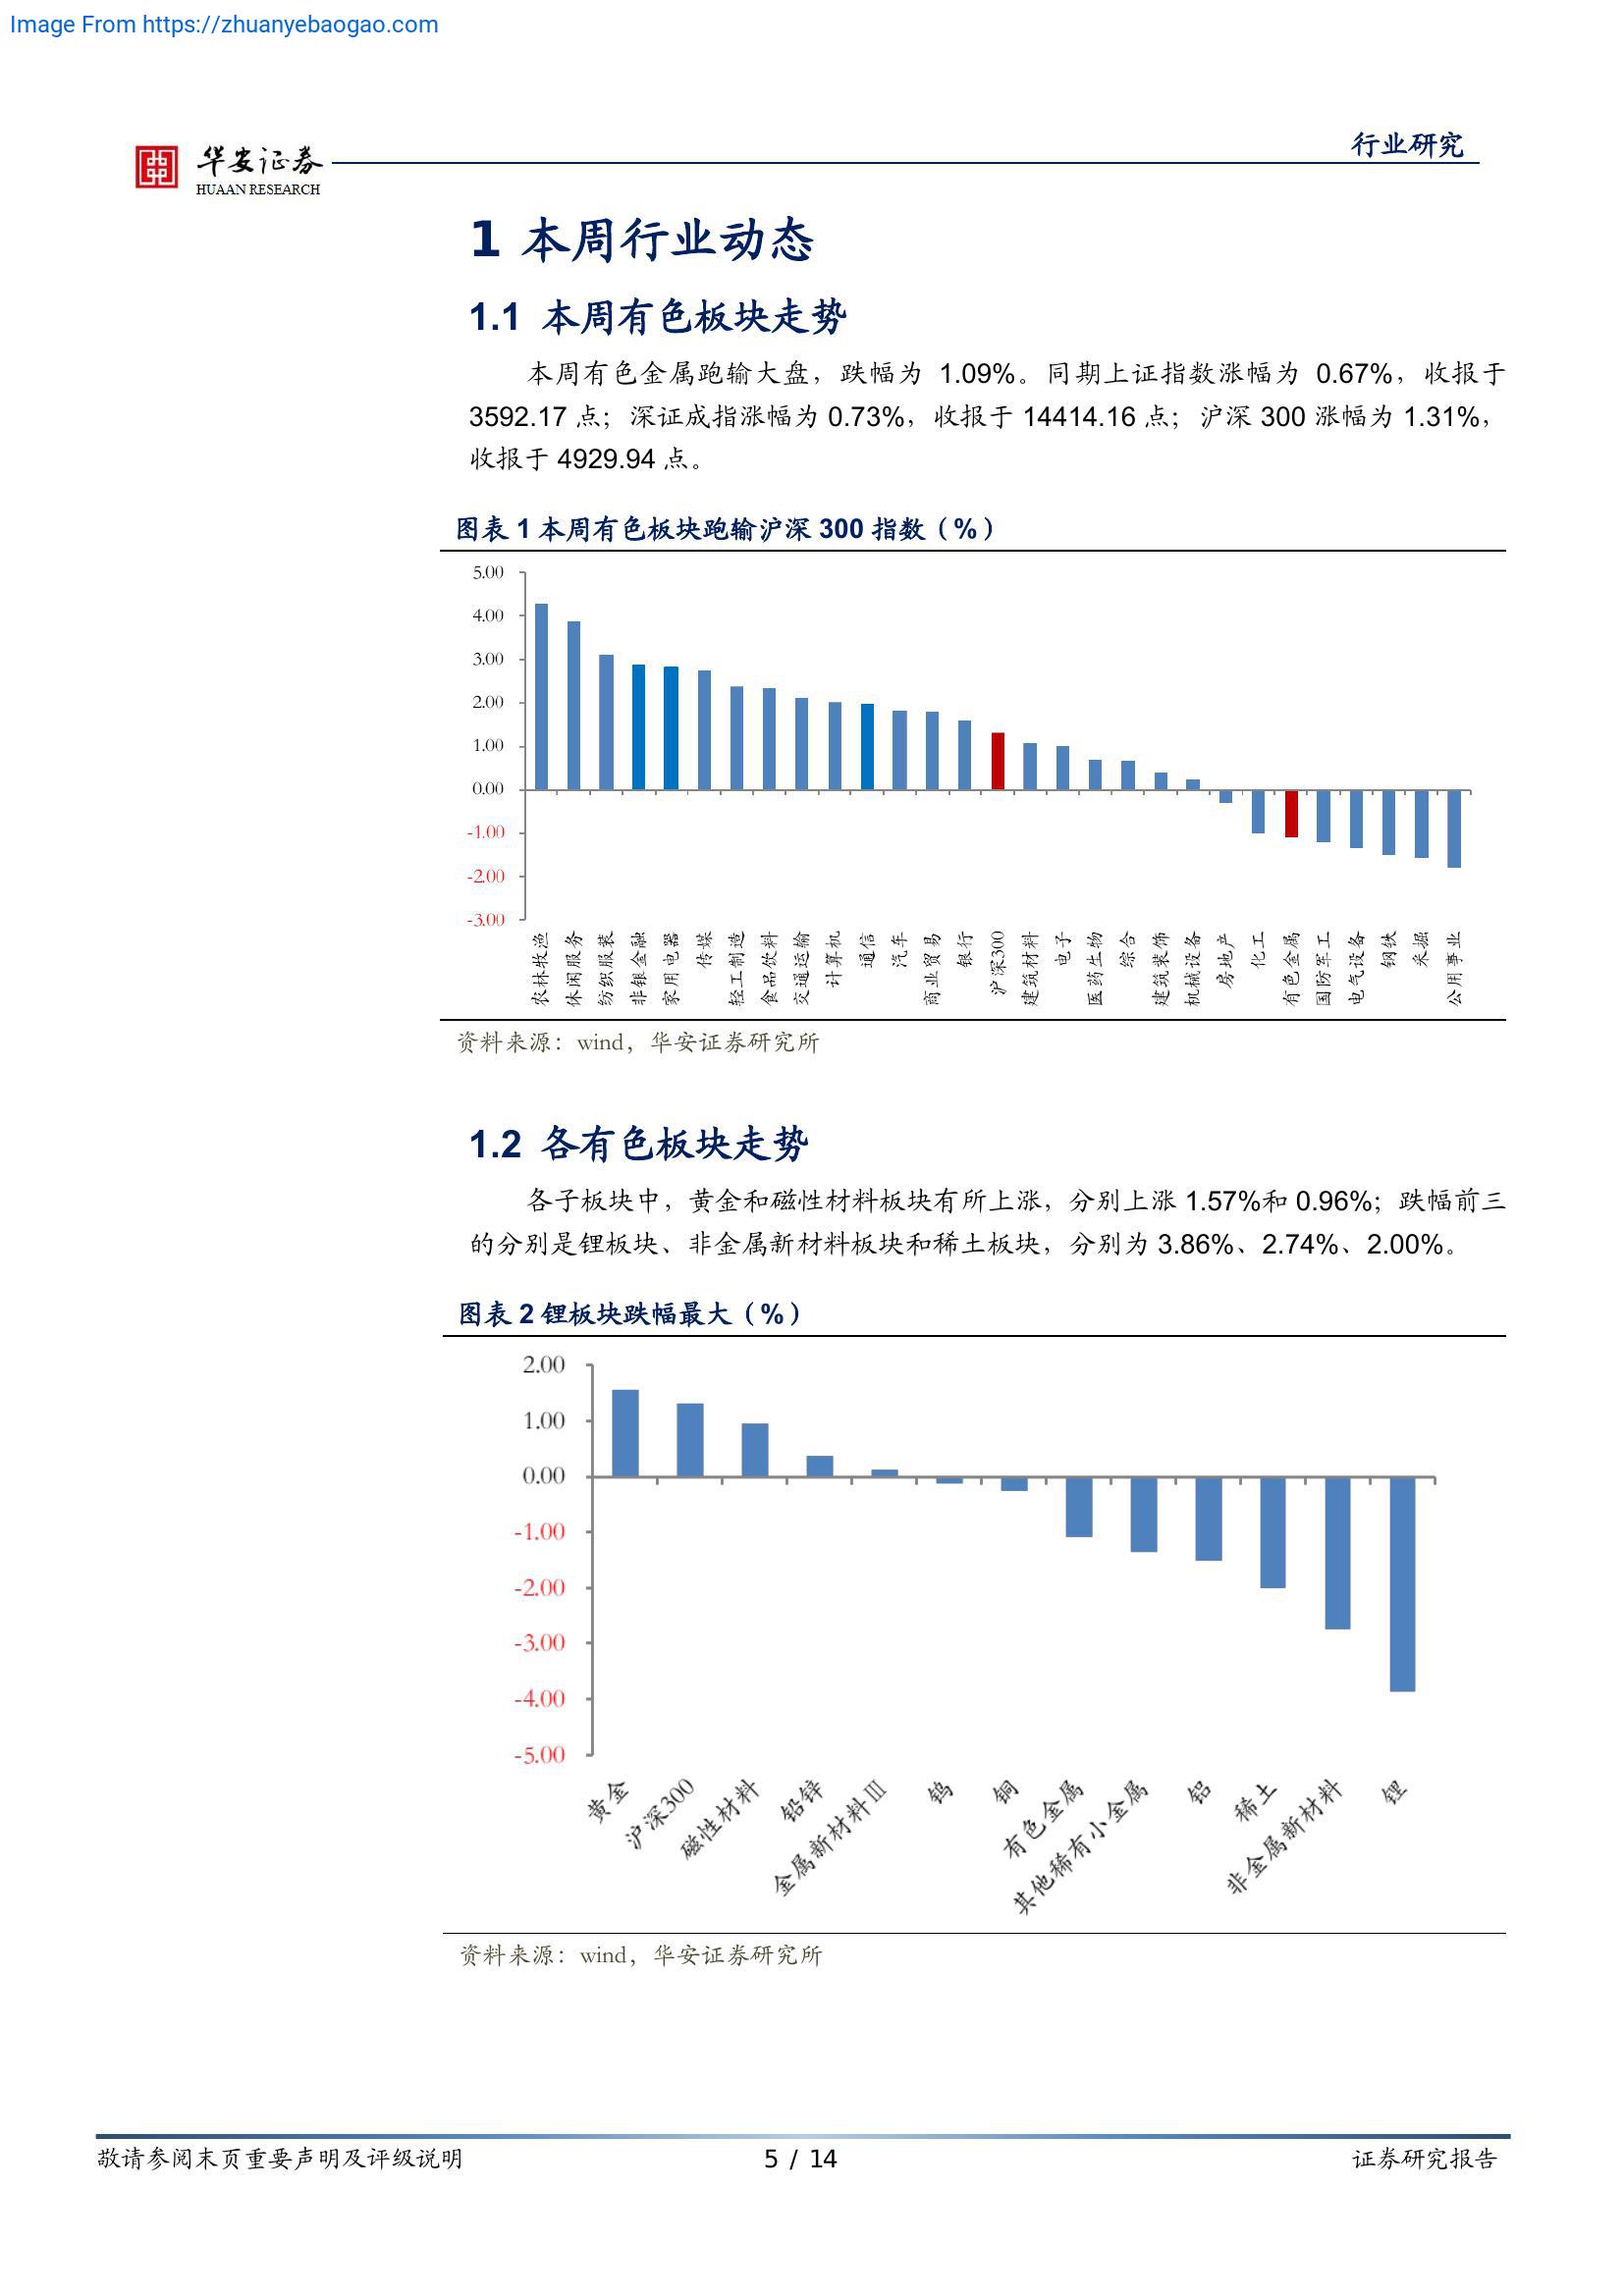 Image From https://zhuanyebaogao.com
华安证券
HUAAN RESEARCH
行业研究
1 本周行业动态
1.1 本周有色板块走势
本周有色金属跑输大盘，跌幅为 1.09%。同期上证指数涨幅为 0.67%，收报于
3592.17 点；深证成指涨幅为 0.73%，收报于 14414.16 点；沪深 300 涨幅为 1.31%，
收报于 4929.94 点。
图表 1 本周有色板块跑输沪深 300 指数（%）
5.00
4.00
3.00
2.00
1.00
0.00
-1.00
-2.00
-3.00
农林牧渔
休闲服务
纺织服装
非银金融
家用电器
传媒
轻工制造
食品饮料
交通运输
计算机
通信
汽车
商业贸易
银行
沪深300
建筑材料
电子
医药生物
综合
建筑装饰
机械设备
房地产
化工
有色金属
国防军工
电气设备
钢铁
采掘
公用事业
资料来源：wind，华安证券研究所
1.2 各有色板块走势
各子板块中，黄金和磁性材料板块有所上涨，分别上涨 1.57%和 0.96%；跌幅前三
的分别是锂板块、非金属新材料板块和稀土板块，分别为 3.86%、2.74%、2.00%。
图表 2 锂板块跌幅最大（%）
2.00
1.00
0.00
-1.00
-2.00
-3.00
-4.00
-5.00
黄金
沪深300
磁性材料
铅锌
金属新材料Ⅲ
钨
铜
有色金属
其他稀有小金属
铝
稀土
非金属新材料
锂
资料来源：wind，华安证券研究所
敬请参阅末页重要声明及评级说明
5 / 14
证券研究报告